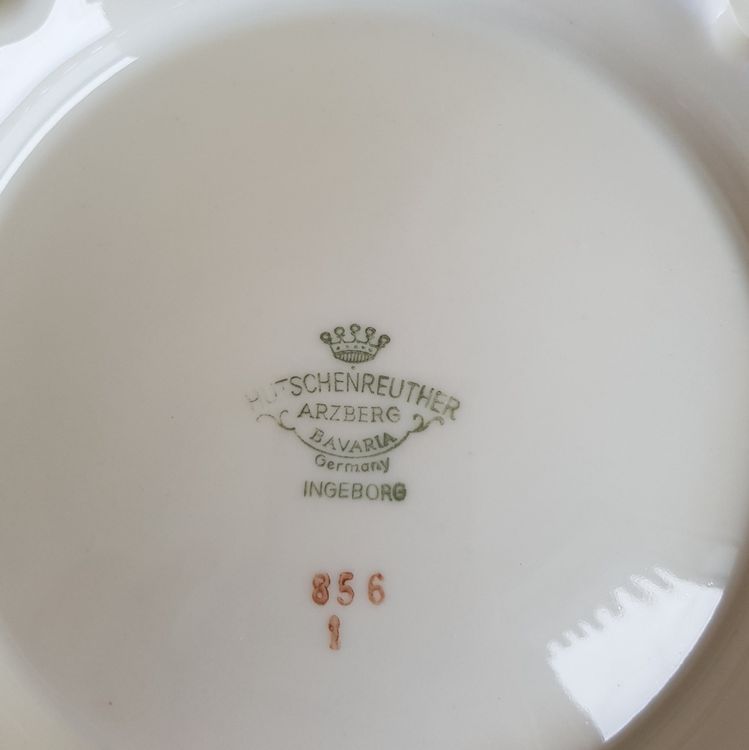 HUTSCHENREUTHER
ARZBERG
BAVARIA
Germany
INGEBORG
856
1